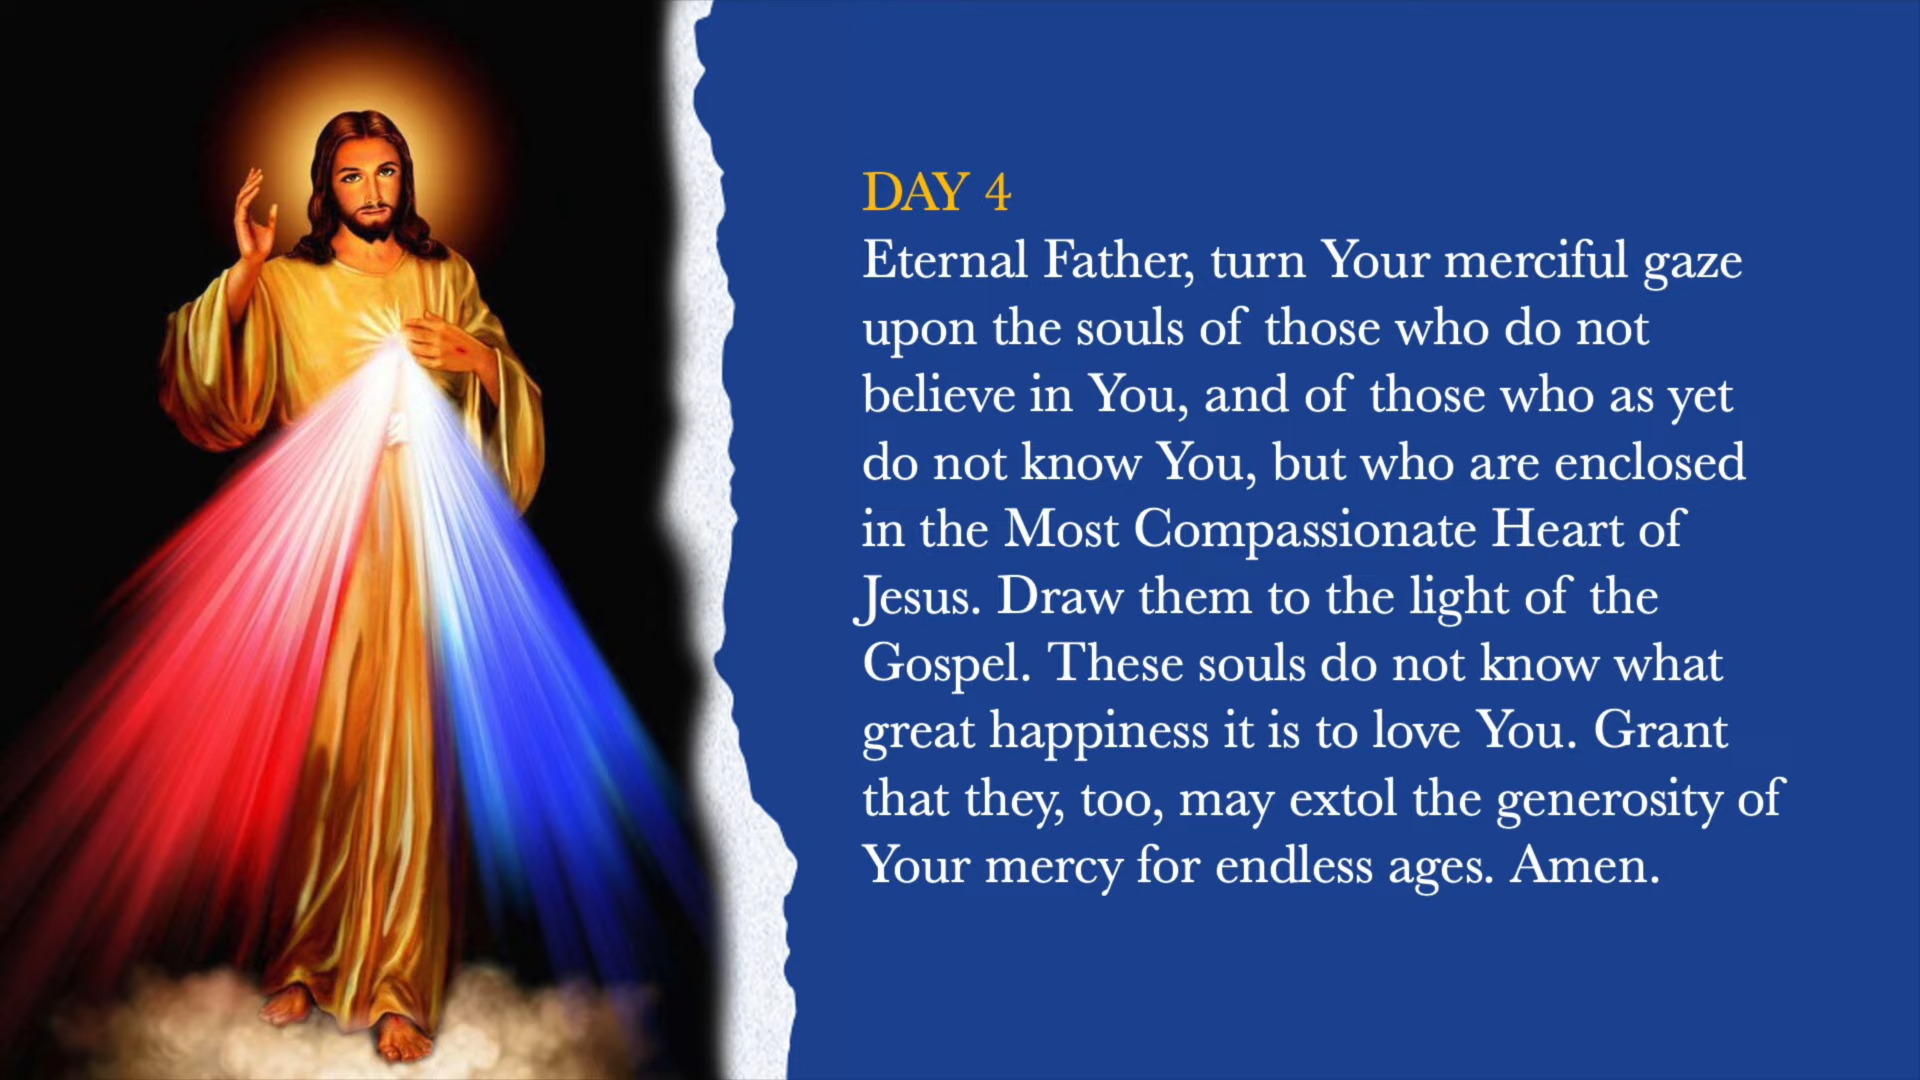 DAY 4
Eternal Father, turn Your merciful gaze
upon the souls of those who do not
believe in You, and of those who as yet
do not know You, but who are enclosed
in the Most Compassionate Heart of
Jesus. Draw them to the light of the
Gospel. These souls do not know what
great happiness it is to love You. Grant
that they, too, may extol the generosity of
Your mercy for endless ages. Amen.